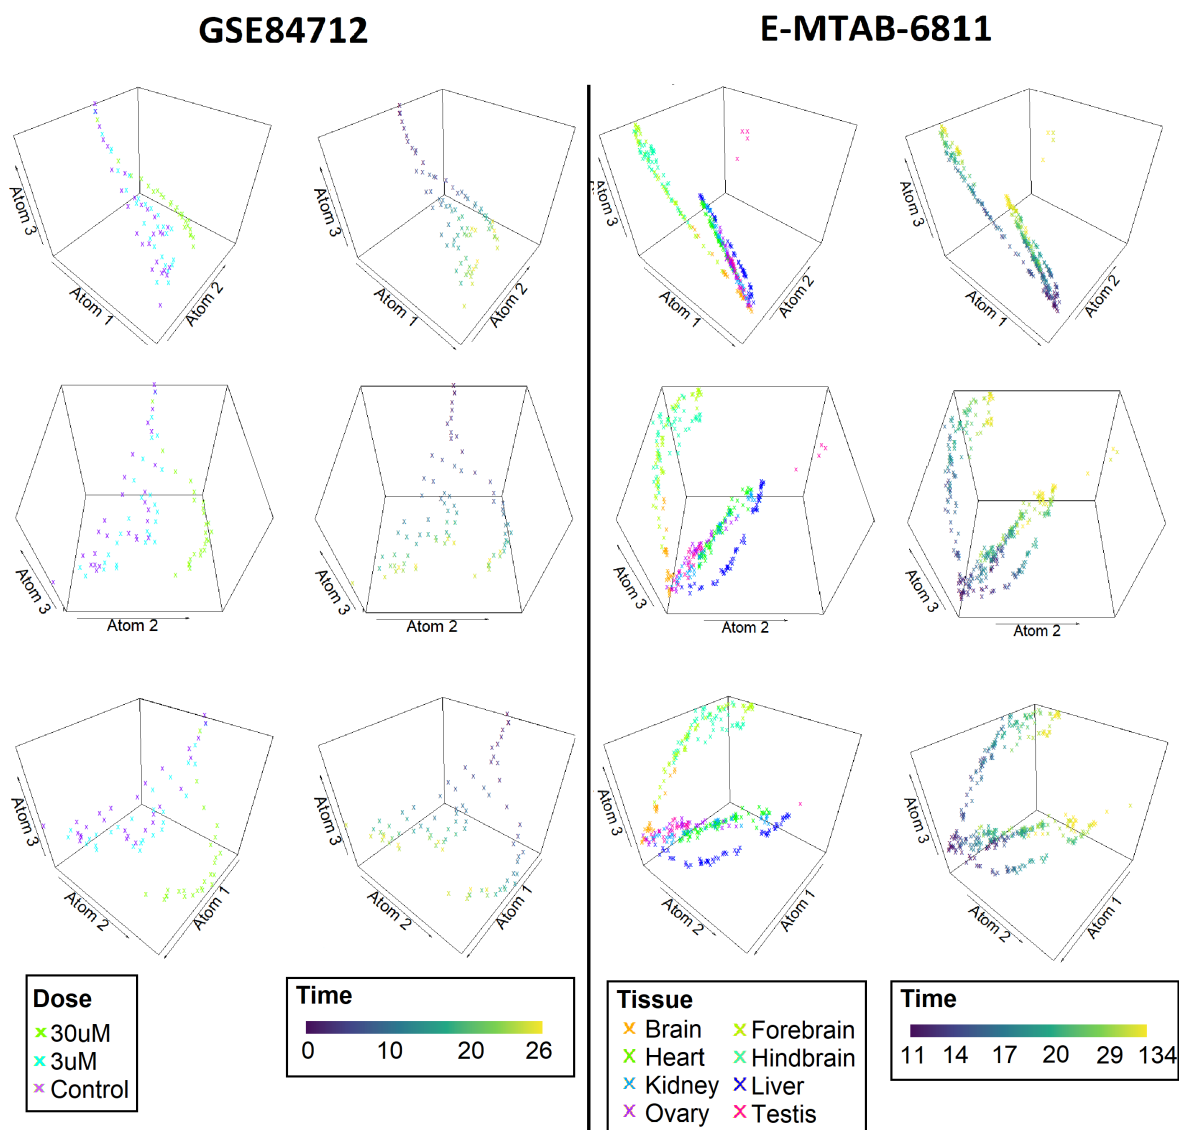 GSE84712
E-MTAB-6811
Atom 3
Atom 1
Atom 2
Atom 3
Atom 1
Atom 2
Atom 3
Atom 1
Atom 2
Atom 3
Atom 1
Atom 2
Atom 3
Atom 2
Atom 3
Atom 2
Atom 3
Atom 2
Atom 3
Atom 2
Atom 3
Atom 2
Atom 1
Atom 3
Atom 2
Atom 1
Atom 3
Atom 2
Atom 1
Atom 3
Atom 2
Atom 1
Dose
x 30uM
x 3uM
x Control
Time
0 10 20 26
Tissue
x Brain x Forebrain
x Heart x Hindbrain
x Kidney x Liver
x Ovary x Testis
Time
11 14 17 20 29 134